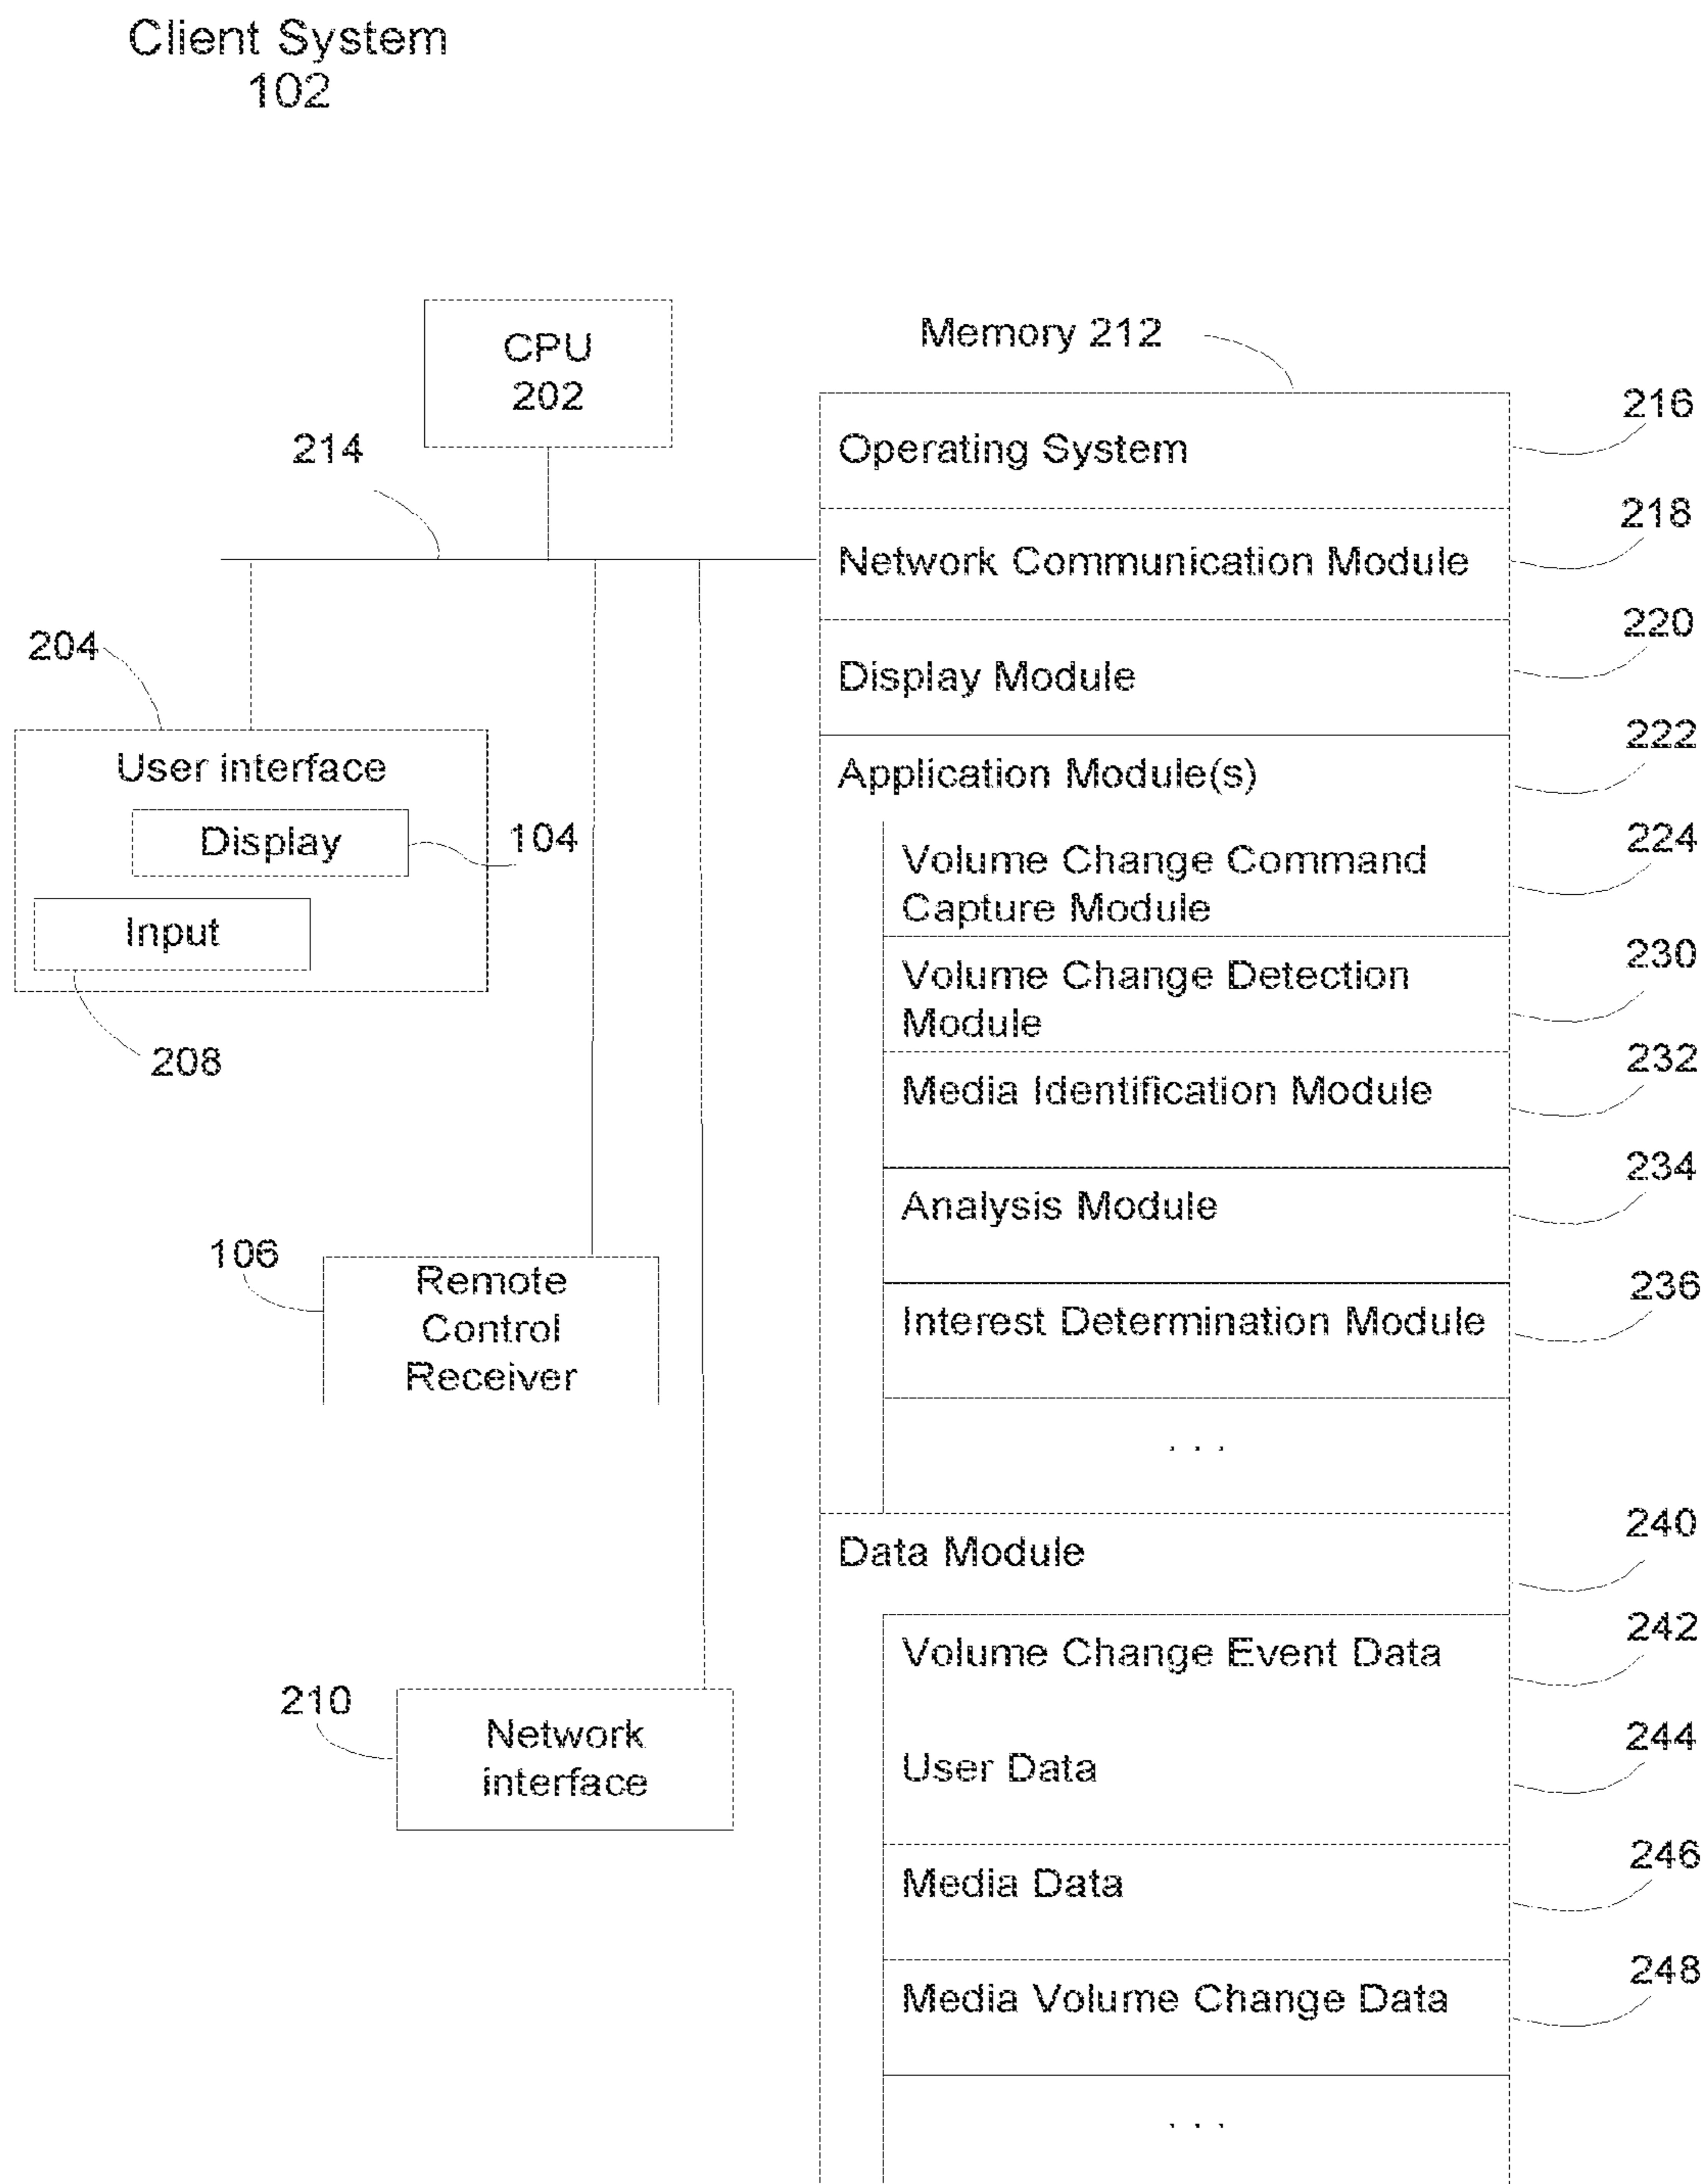 Client System
102
CPU
202
214
204
User interface
Display
104
Input
208
106
Remote
Control
Receiver
210
Network
interface
Memory 212
Operating System
216
Network Communication Module
218
Display Module
220
Application Module(s)
222
Volume Change Command
Capture Module
224
Volume Change Detection
Module
230
Media Identification Module
232
Analysis Module
234
Interest Determination Module
236
. . .
Data Module
240
Volume Change Event Data
242
User Data
244
Media Data
246
Media Volume Change Data
248
. . .